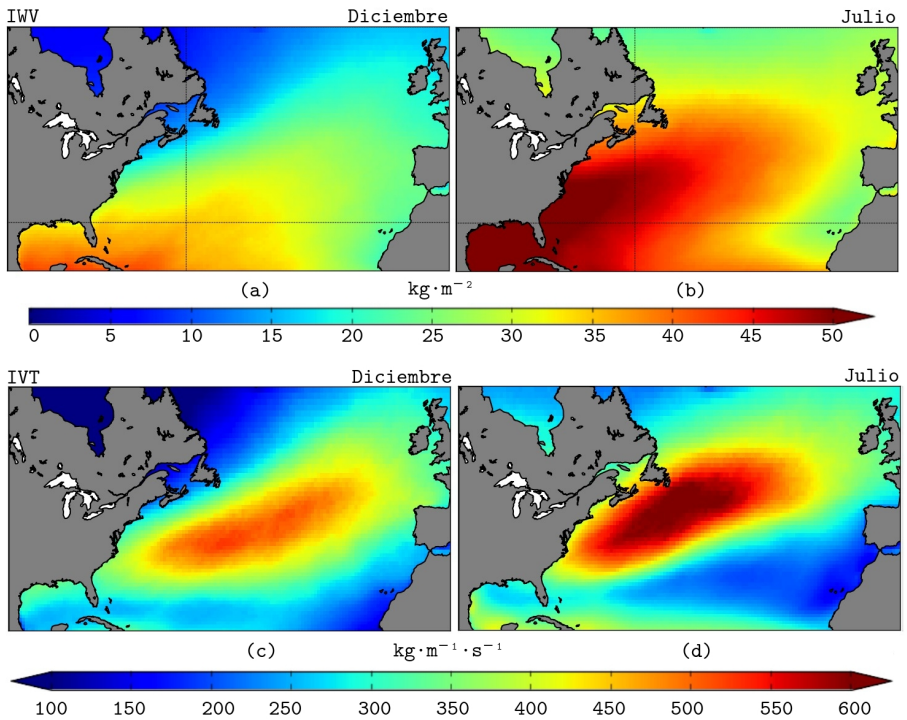 IWV Diciembre Julio
(a) kg·m⁻² (b)
0 5 10 15 20 25 30 35 40 45 50
IVT Diciembre Julio
(c) kg·m⁻¹·s⁻¹ (d)
100 150 200 250 300 350 400 450 500 550 600